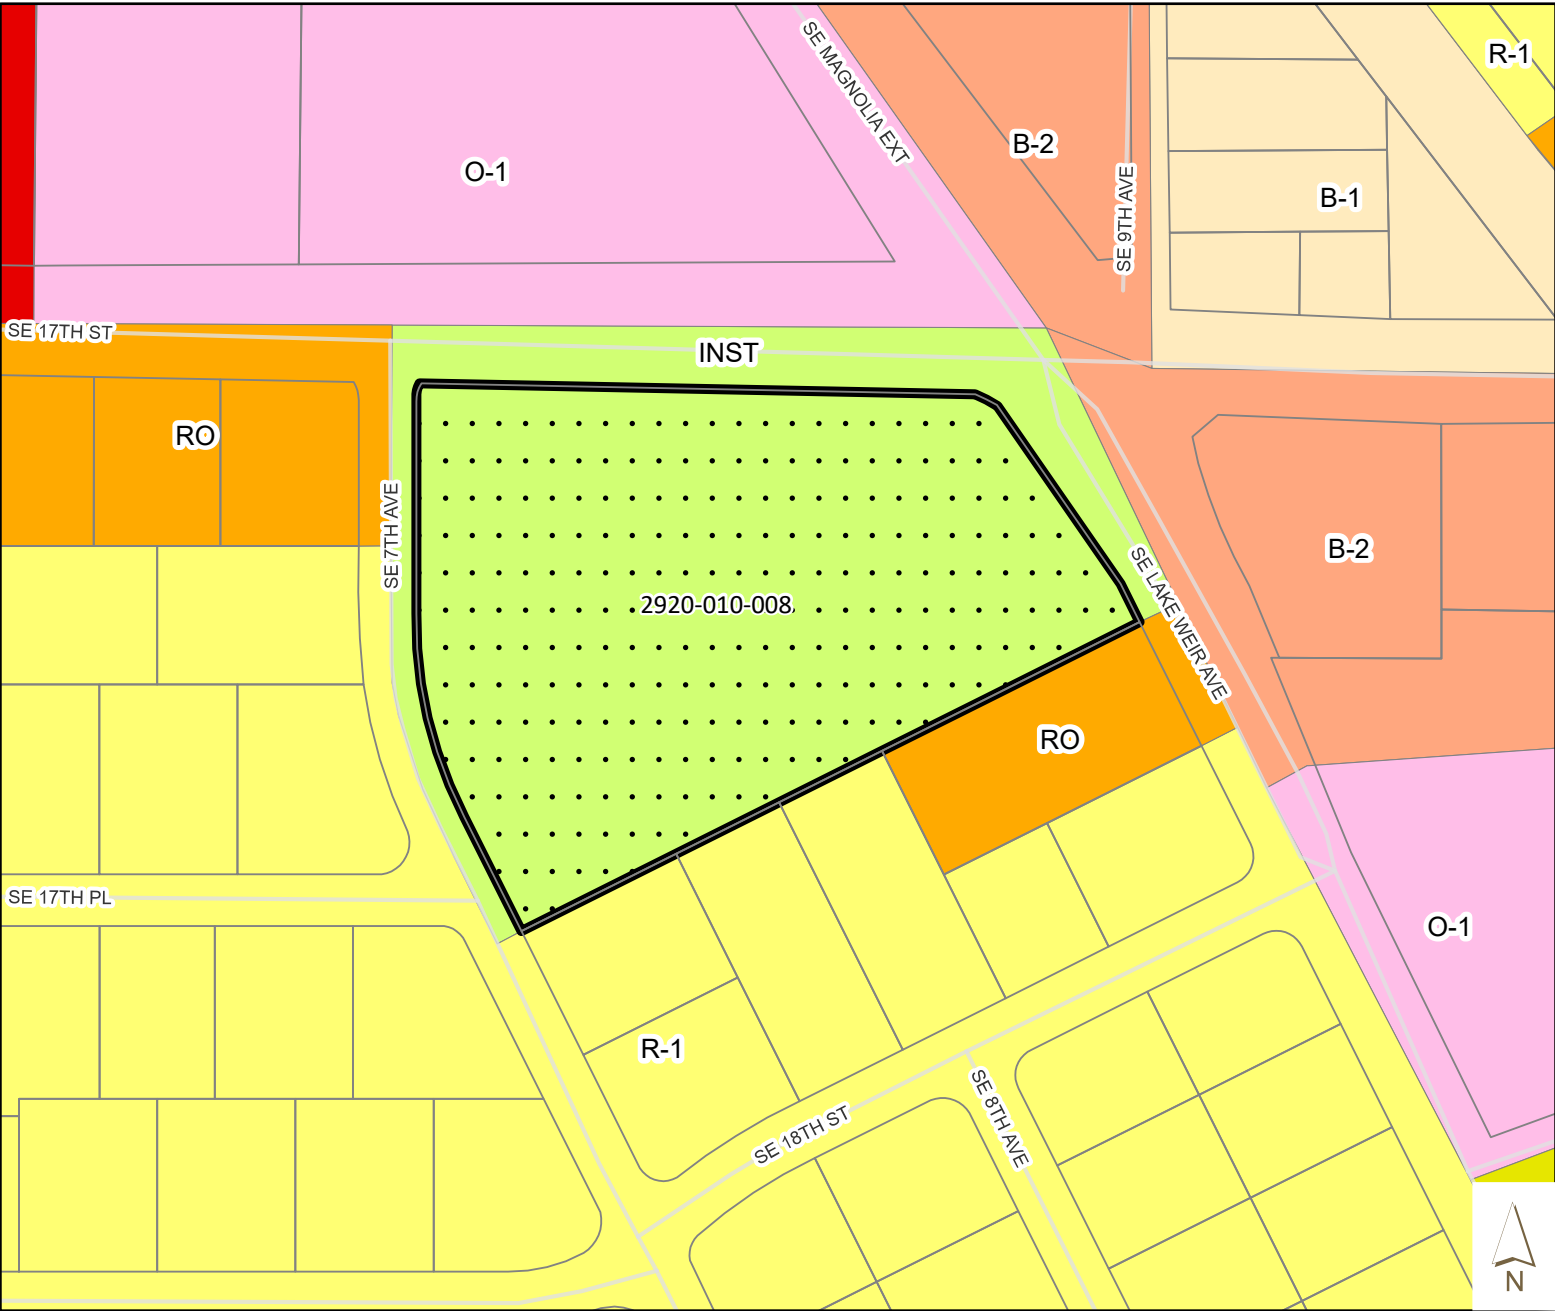 R-1
SE MAGNOLIA EXT
B-2
O-1
B-1
SE 9TH AVE
SE 17TH ST
INST
RO
SE 7TH AVE
B-2
2920-010-008
SE LAKE WEIR AVE
RO
SE 17TH PL
O-1
R-1
SE 18TH ST
SE 8TH AVE
N